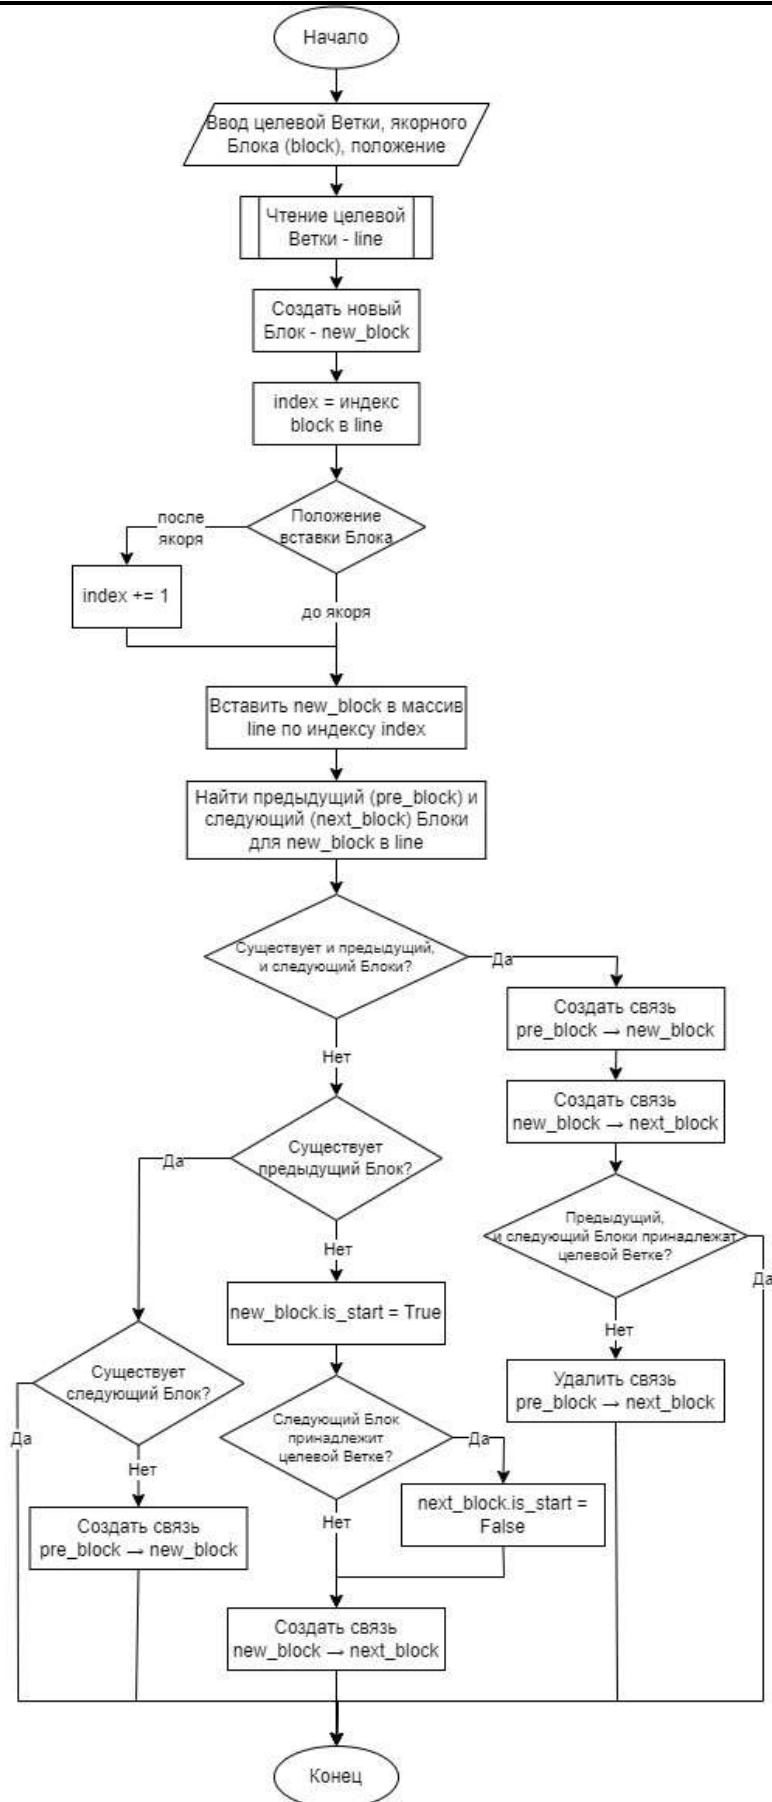 Начало
Ввод целевой Ветки, якорного
Блока (block), положение
Чтение целевой
Ветки - line
Создать новый
Блок - new_block
index = индекс
block в line
Положение
вставки Блока
после
якоря
index += 1
до якоря
Вставить new_block в массив
line по индексу index
Найти предыдущий (pre_block) и
следующий (next_block) Блоки
для new_block в line
Существует и предыдущий,
и следующий Блоки?
Да
Создать связь
pre_block → new_block
Нет
Создать связь
new_block → next_block
Существует
предыдущий Блок?
Да
Предыдущий,
и следующий Блоки принадлежат
целевой Ветке?
Нет
Да
new_block.is_start = True
Нет
Существует
следующий Блок?
Удалить связь
pre_block → next_block
Следующий Блок
принадлежит
целевой Ветке?
Да
Да
Нет
next_block.is_start =
False
Нет
Создать связь
pre_block → new_block
Создать связь
new_block → next_block
Конец